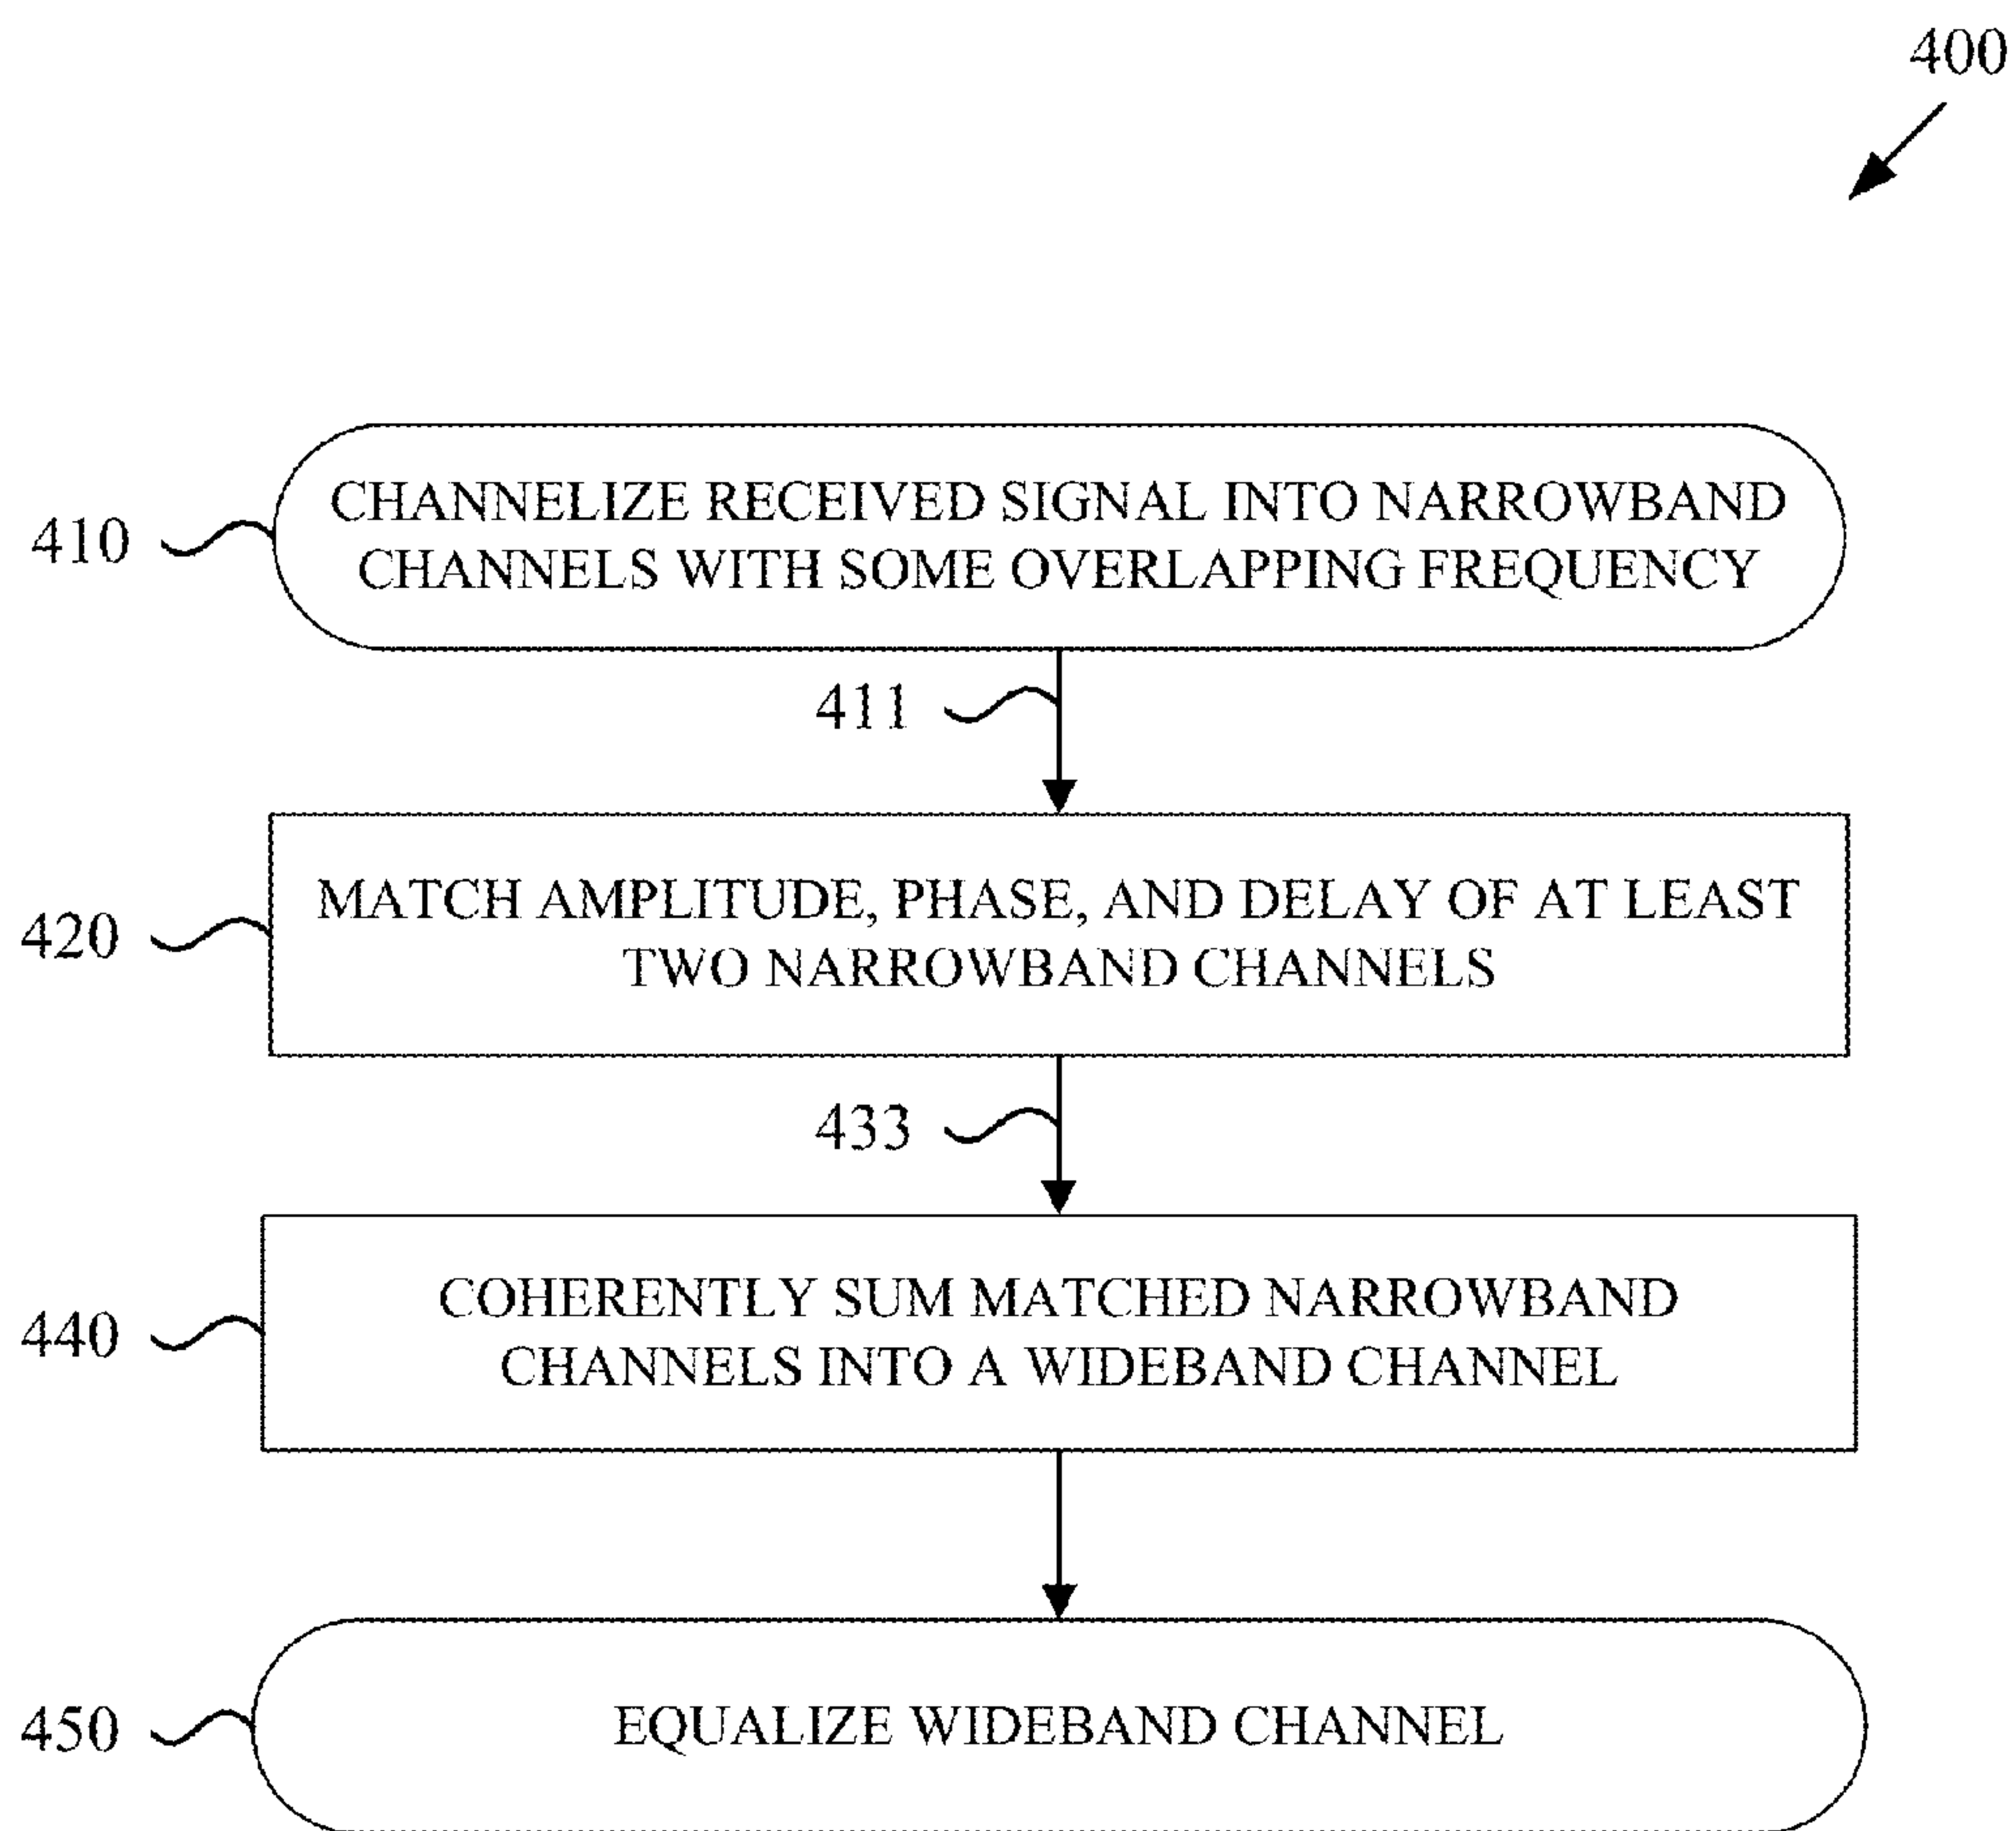 400
410
CHANNELIZE RECEIVED SIGNAL INTO NARROWBAND
CHANNELS WITH SOME OVERLAPPING FREQUENCY
411
420
MATCH AMPLITUDE, PHASE, AND DELAY OF AT LEAST
TWO NARROWBAND CHANNELS
433
440
COHERENTLY SUM MATCHED NARROWBAND
CHANNELS INTO A WIDEBAND CHANNEL
450
EQUALIZE WIDEBAND CHANNEL